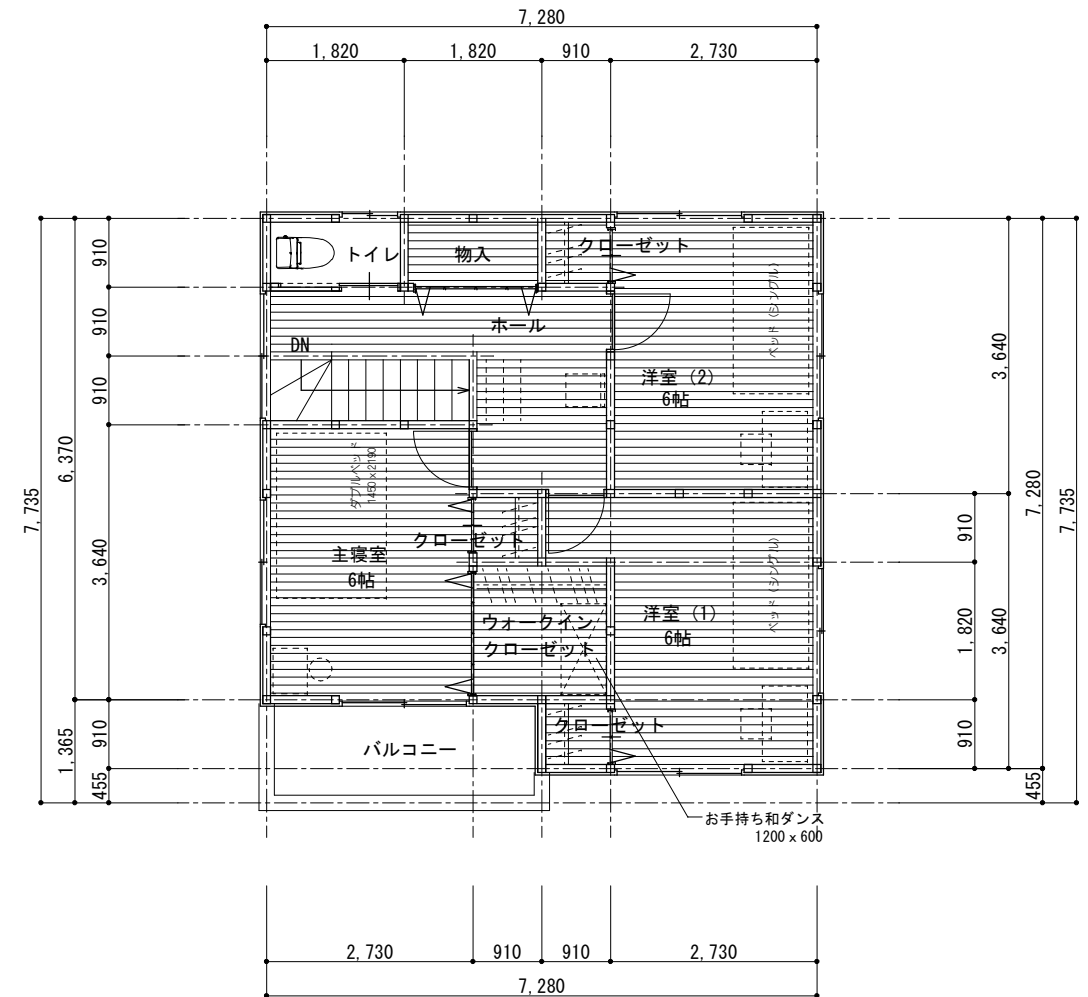 7,280
1,820
1,820
910
2,730
トイレ
物入
クローゼット
ホール
DN
洋室（2）
6帖
ベッド（シングル）
ダブルベッド
1450x2190
主寝室
6帖
クローゼット
ウォークイン
クローゼット
洋室（1）
6帖
ベッド（シングル）
バルコニー
クローゼット
お手持ち和ダンス
1200x600
7,735
6,370
1,365
910
910
910
3,640
910
455
3,640
910
1,820
910
3,640
7,280
455
7,735
2,730
910
910
2,730
7,280